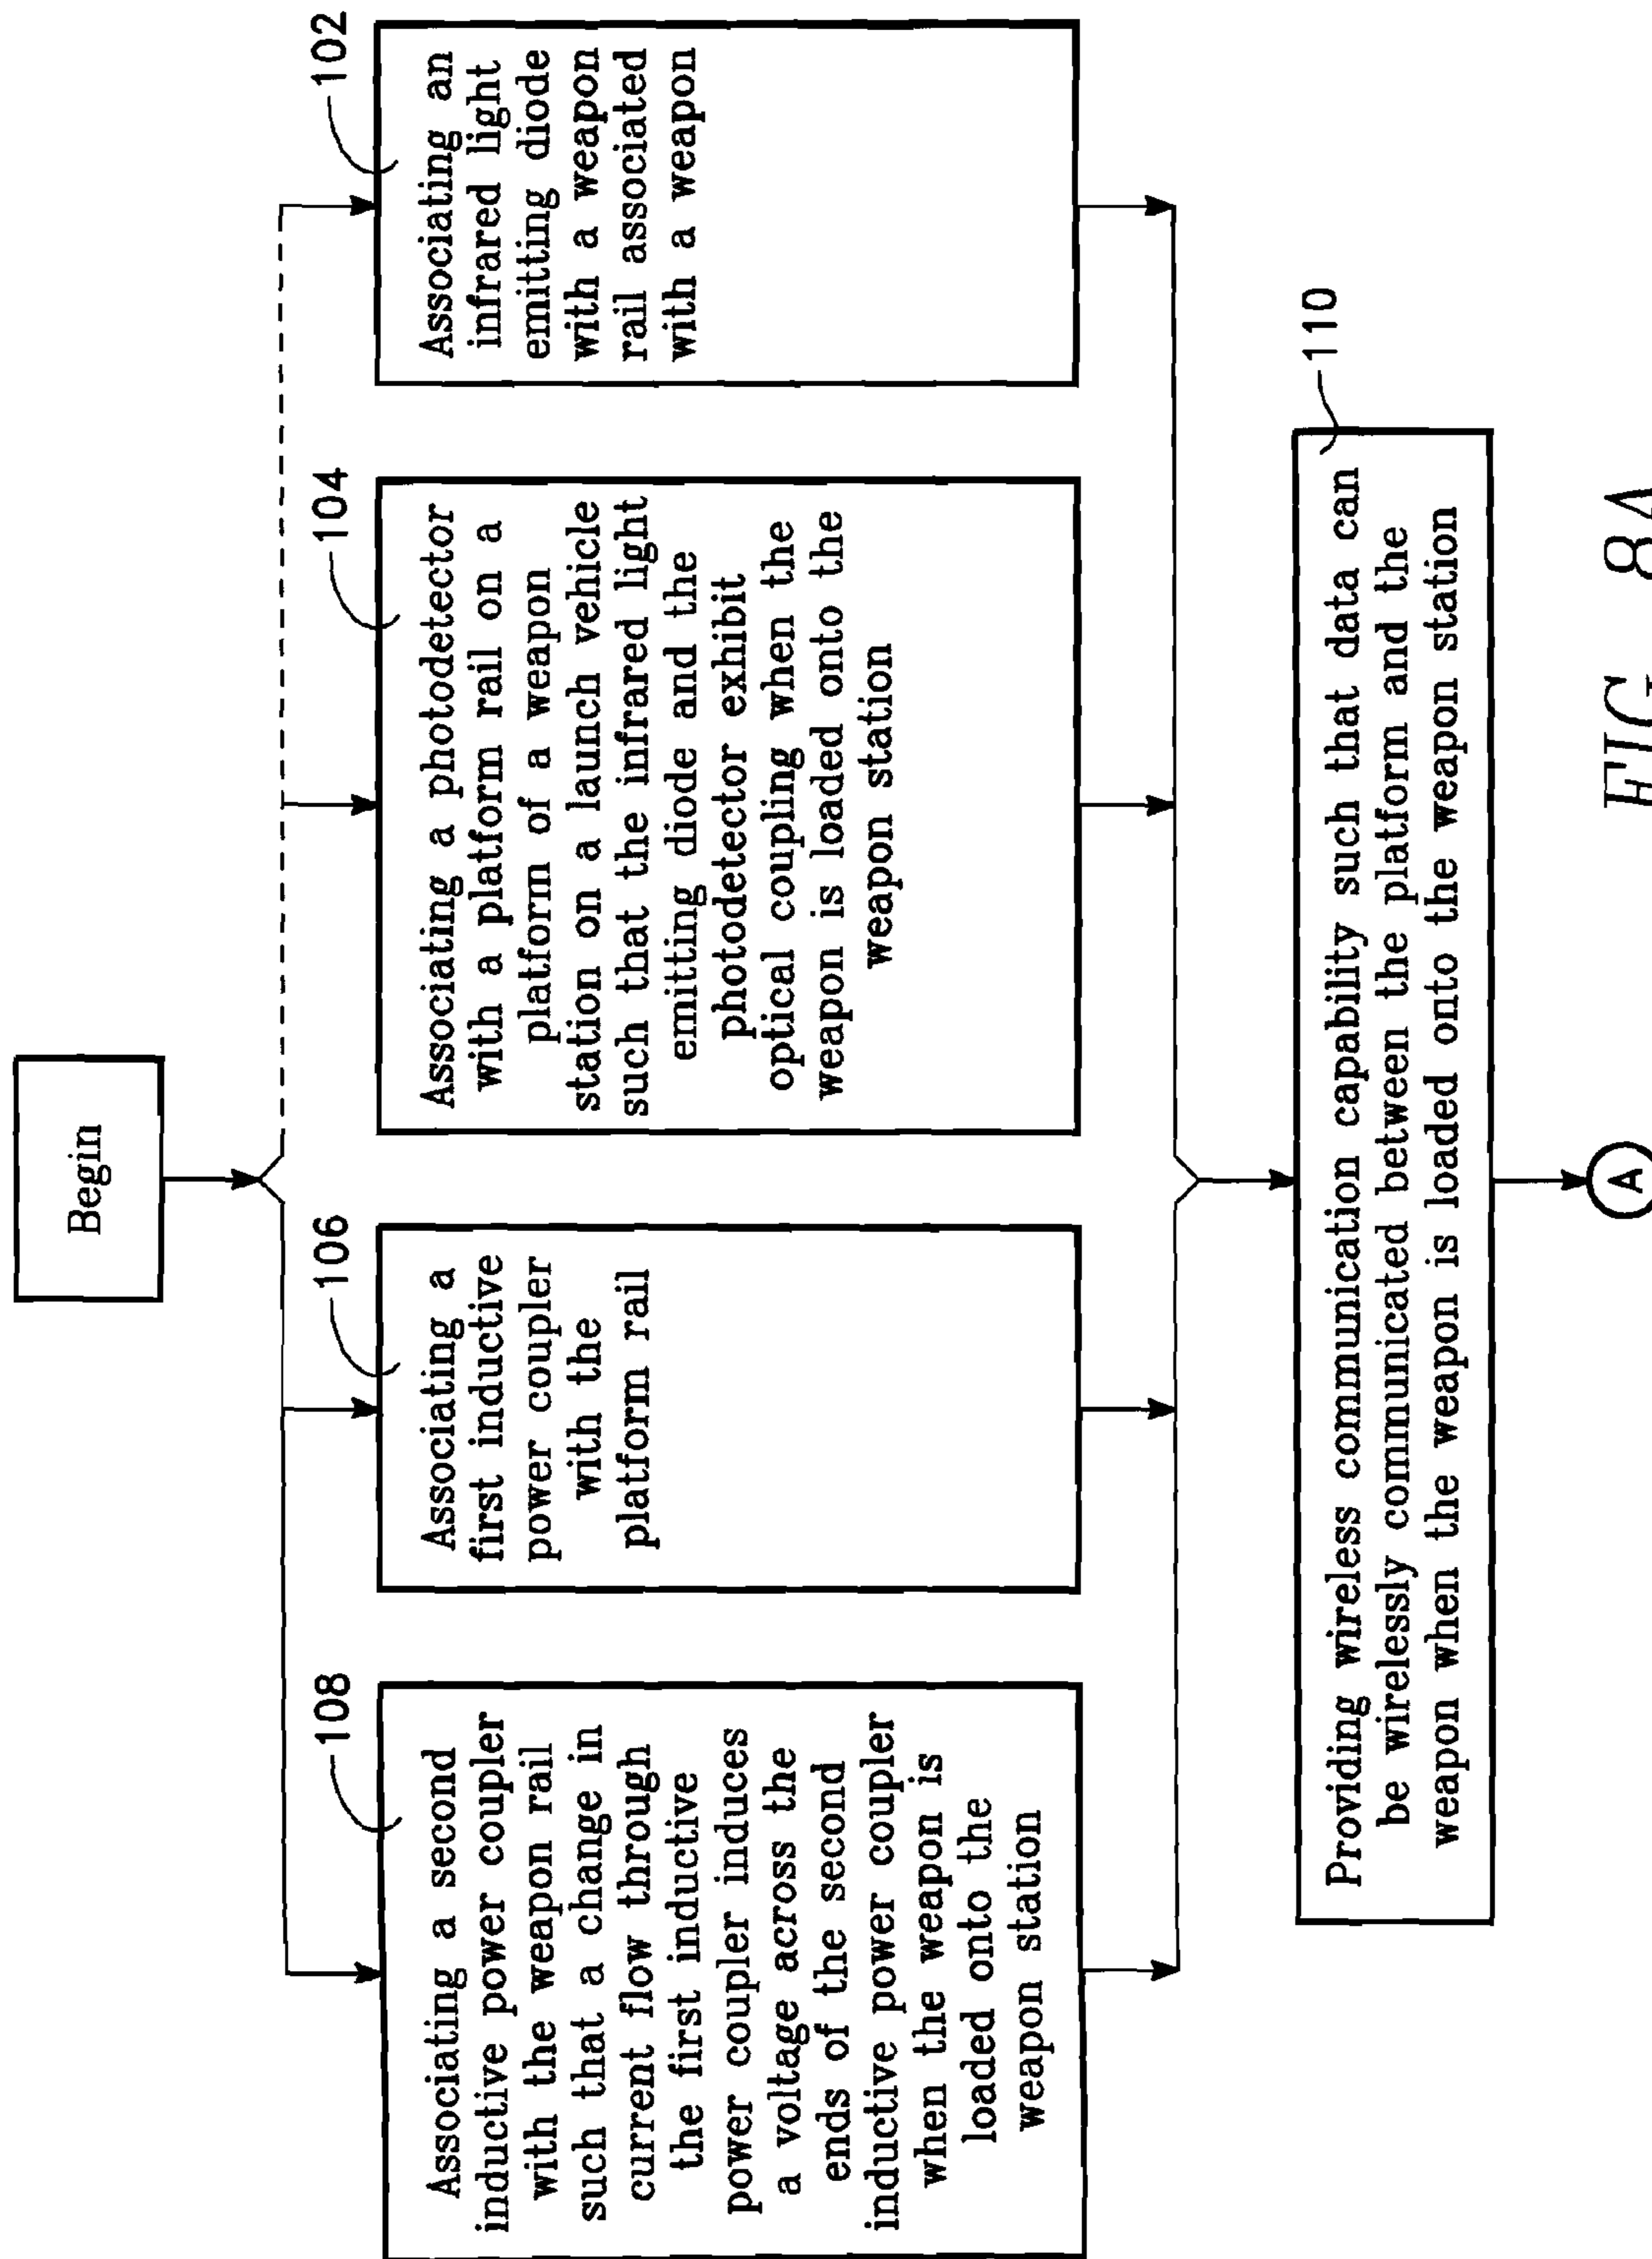 Begin
108
Associating a second
inductive power coupler
with the weapon rail
such that a change in
current flow through
the first inductive
power coupler induces
a voltage across the
ends of the second
inductive power coupler
when the weapon is
loaded onto the
weapon station
106
Associating a
first inductive
power coupler
with the
platform rail
104
Associating a photodetector
with a platform rail on a
platform of a weapon
station on a launch vehicle
such that the infrared light
emitting diode and the
photodetector exhibit
optical coupling when the
weapon is loaded onto the
weapon station
102
Associating an
infrared light
emitting diode
with a weapon
rail associated
with a weapon
110
Providing wireless communication capability such that data can
be wirelessly communicated between the platform and the
weapon when the weapon is loaded onto the weapon station
A
FIG. 8A